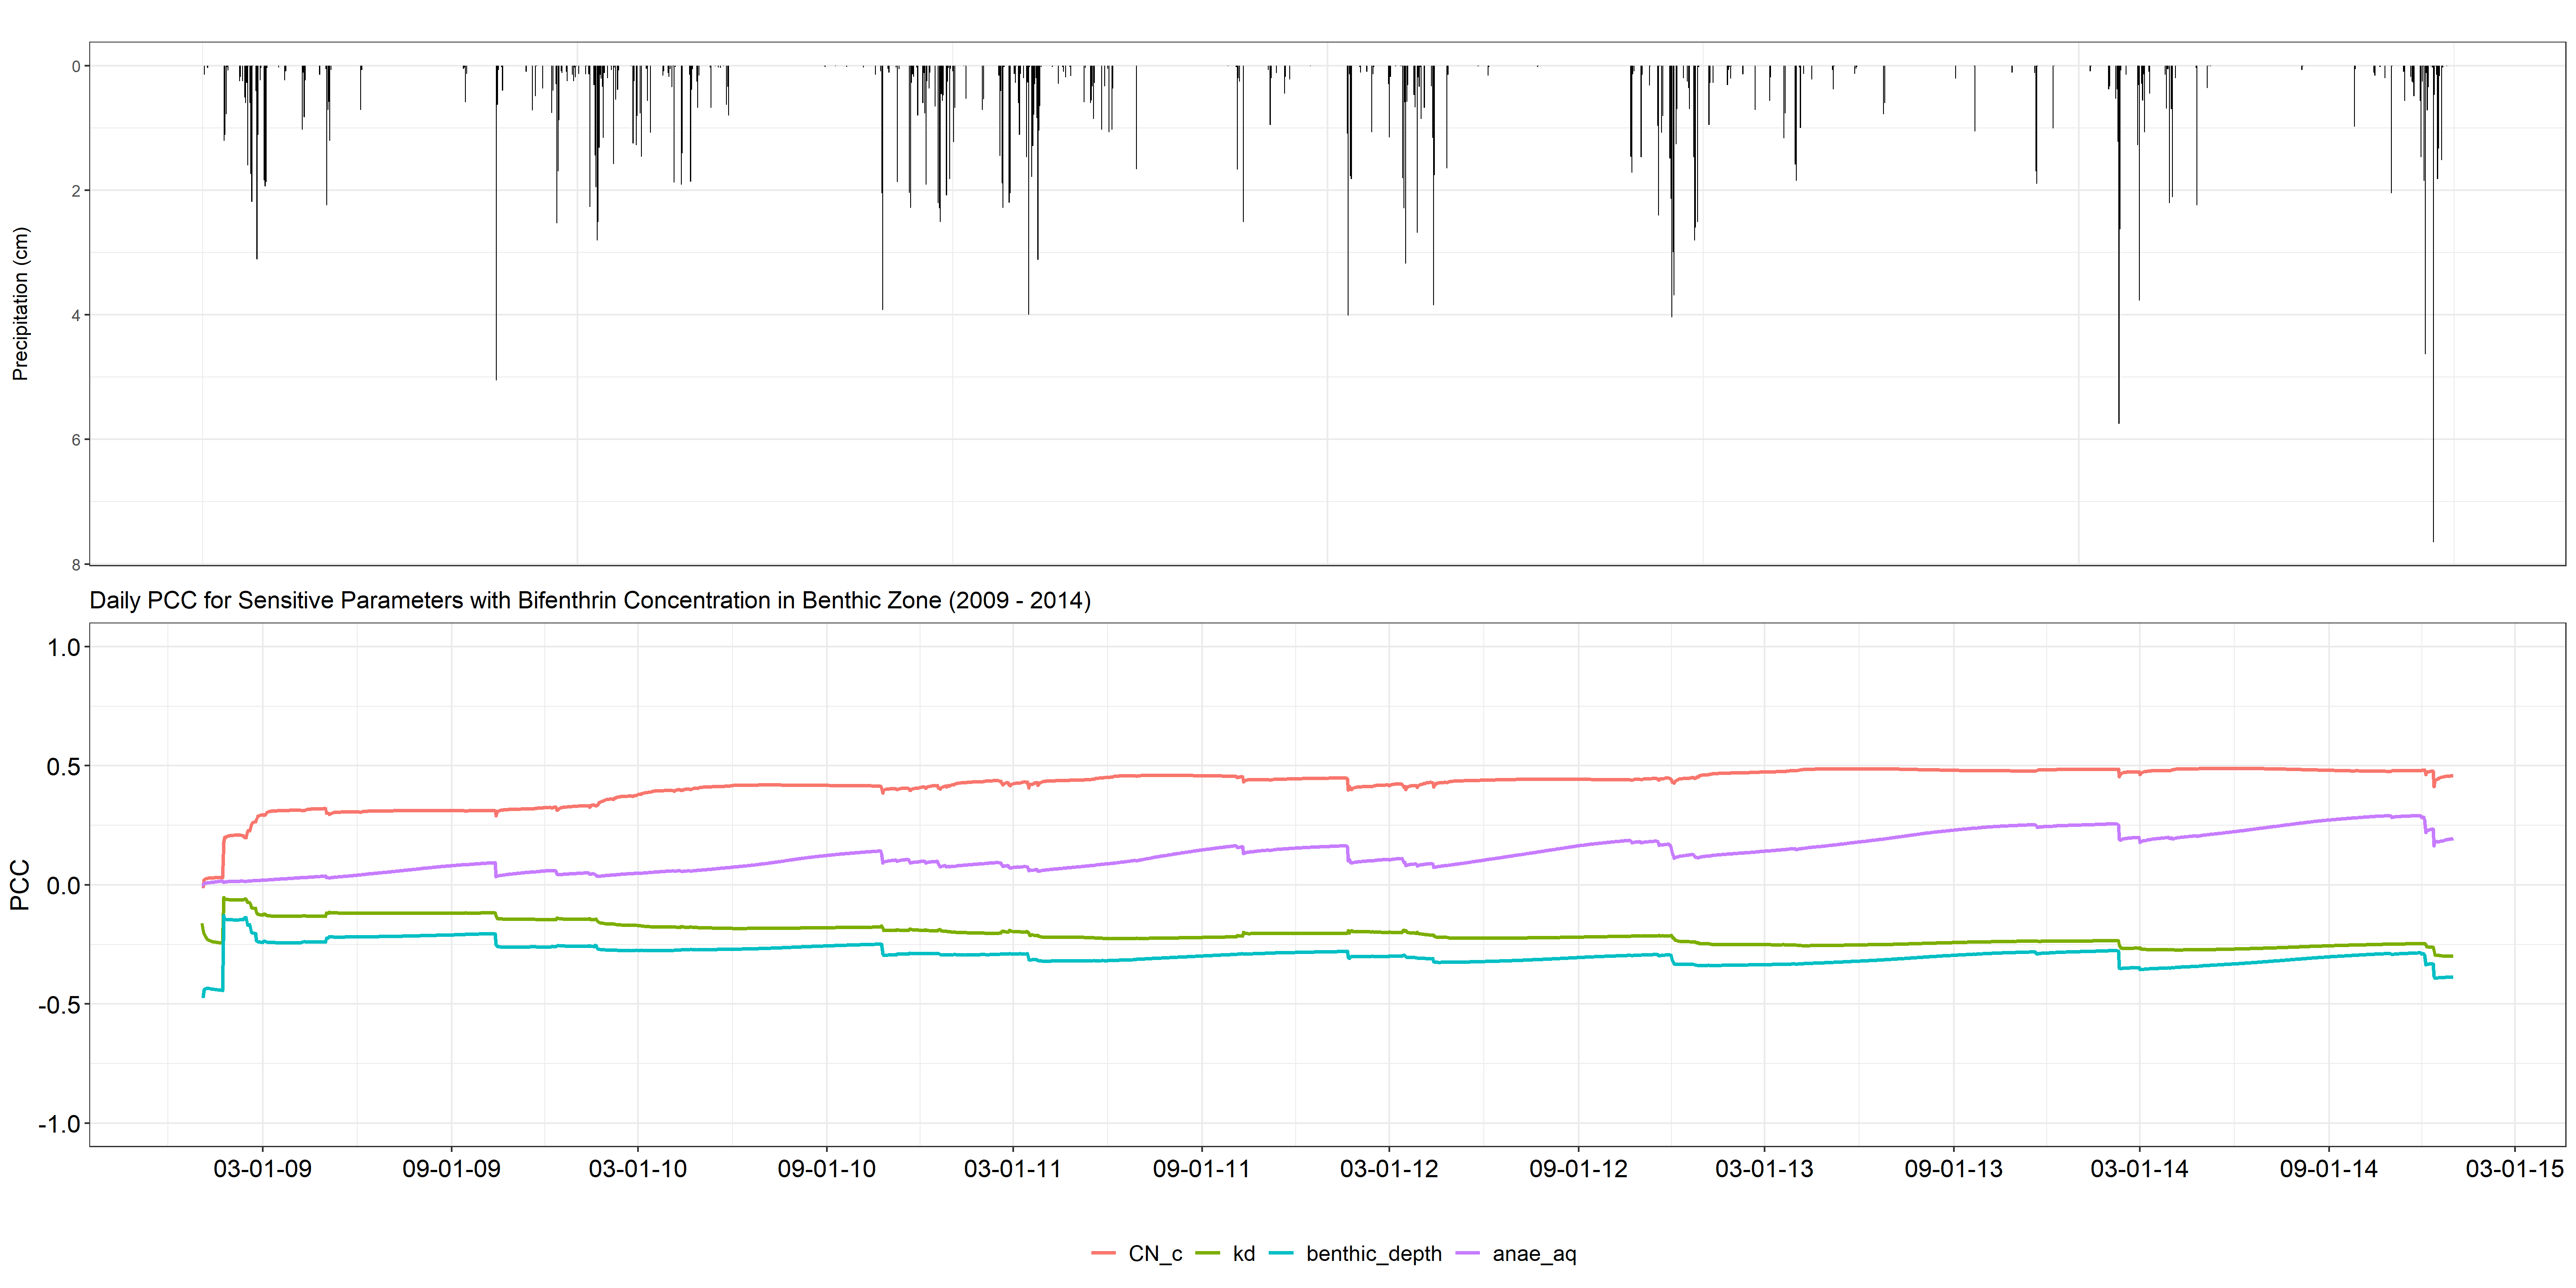 Precipitation (cm)
0
2
4
6
8
Daily PCC for Sensitive Parameters with Bifenthrin Concentration in Benthic Zone (2009 - 2014)
PCC
1.0
0.5
0.0
-0.5
-1.0
03-01-09 09-01-09 03-01-10 09-01-10 03-01-11 09-01-11 03-01-12 09-01-12 03-01-13 09-01-13 03-01-14 09-01-14 03-01-15
CN_c kd benthic_depth anae_aq